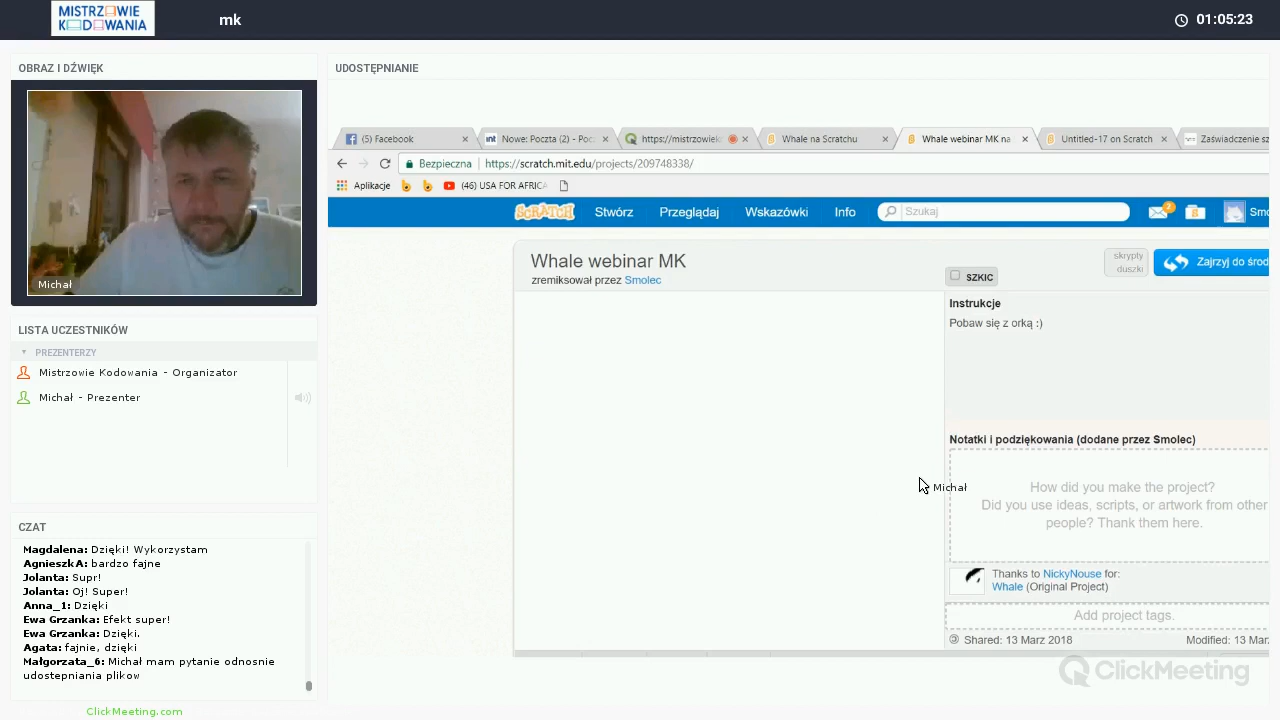 MISTRZOWIE
KODOWANIA
mk
01:05:23
OBRAZ I DŹWIĘK
Michał
LISTA UCZESTNIKÓW
PREZENTERZY
Mistrzowie Kodowania - Organizator
Michał - Prezenter
CZAT
Magdalena: Dzięki! Wykorzystam
AgnieszkA: bardzo fajne
Jolanta: Supr!
Jolanta: Oj! Super!
Anna_1: Dzięki
Ewa Grzanka: Efekt super!
Ewa Grzanka: Dzięki.
Agata: fajnie, dzięki
Małgorzata_6: Michał mam pytanie odnosnie
udostepniania plikow
ClickMeeting.com
UDOSTĘPNIANIE
(5) Facebook
Nowe: Poczta (2) - Poc
https://mistrzowiek
Whale na Scratchu
Whale webinar MK na
Untitled-17 on Scratch
Zaświadczenie sz
Bezpieczna
https://scratch.mit.edu/projects/209748338/
Aplikacje
(46) USA FOR AFRICA
SCRATCH
Stwórz
Przeglądaj
Wskazówki
Info
Szukaj
2
Smo
Whale webinar MK
zremiksował przez Smolec
SZKIC
skrypty
duszki
Zajrzyj do środ
Instrukcje
Pobaw się z orką :)
Notatki i podziękowania (dodane przez Smolec)
How did you make the project?
Did you use ideas, scripts, or artwork from other
people? Thank them here.
Michał
Thanks to NickyNouse for:
Whale (Original Project)
Add project tags.
Shared: 13 Marz 2018
Modified: 13 Mar
ClickMeeting